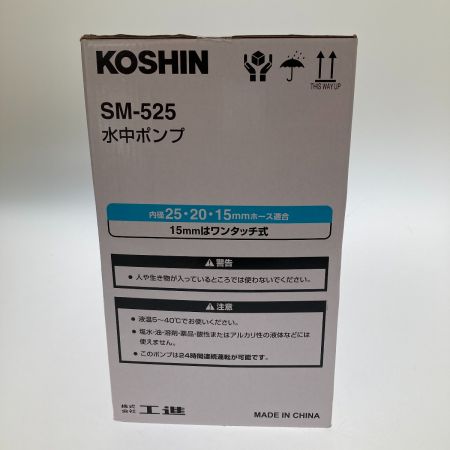 KOSHIN
THIS WAY UP
SM-525
水中ポンプ
内径25・20・15mmホース適合
15mmはワンタッチ式
警告
● 人や生き物が入っているところでは使わないでください。
注意
● 液温5～40℃でお使いください。
● 塩水・油・溶剤・薬品・酸性またはアルカリ性の液体などには
使えません。
● このポンプは24時間連続運転が可能です。
株式会社 工進
MADE IN CHINA